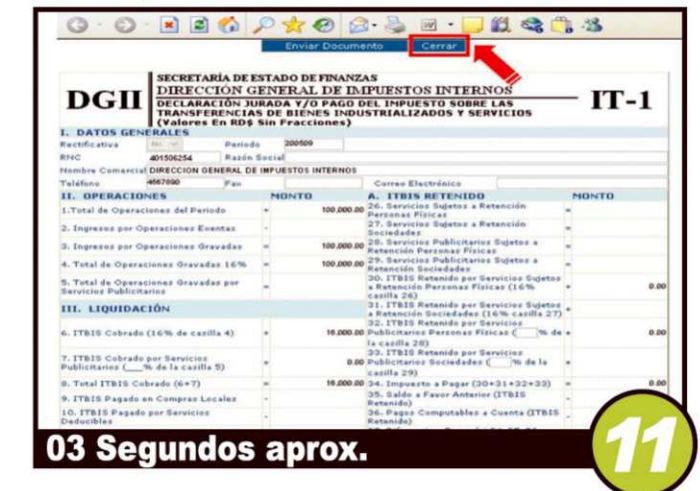 Enviar Documento Cerrar
DGII
SECRETARÍA DE ESTADO DE FINANZAS
DIRECCIÓN GENERAL DE IMPUESTOS INTERNOS
DECLARACIÓN JURADA Y/O PAGO DEL IMPUESTO SOBRE LAS
TRANSFERENCIAS DE BIENES INDUSTRIALIZADOS Y SERVICIOS
(Valores En RD$ Sin Fracciones)
IT-1
I. DATOS GENERALES
Rectificativa No Periodo 200509
RNC 401506254 Razón Social
Nombre Comercial DIRECCION GENERAL DE IMPUESTOS INTERNOS
Teléfono 4667890 Fax Correo Electrónico
II. OPERACIONES MONTO
1.Total de Operaciones del Periodo + 100,000.00
2. Ingresos por Operaciones Exentas -
3. Ingresos por Operaciones Gravadas = 100,000.00
4. Total de Operaciones Gravadas 16% = 100,000.00
5. Total de Operaciones Gravadas por
Servicios Publicitarios
III. LIQUIDACIÓN
6. ITBIS Cobrado (16% de casilla 4) + 16,000.00
7. ITBIS Cobrado por Servicios
Publicitarios (___% de la casilla 5) + 0.00
8. Total ITBIS Cobrado (6+7) = 16,000.00
9. ITBIS Pagado en Compras Locales -
10. ITBIS Pagado por Servicios
Deducibles -
A. ITBIS RETENIDO MONTO
26. Servicios Sujetos a Retención
Personas Físicas =
27. Servicios Sujetos a Retención
Sociedades =
28. Servicios Publicitarios Sujetos a
Retención Personas Físicas =
29. Servicios Publicitarios Sujetos a
Retención Sociedades =
30. ITBIS Retenido por Servicios Sujetos
a Retención Personas Físicas (16%
casilla 26) + 0.00
31. ITBIS Retenido por Servicios Sujetos
a Retención Sociedades (16% casilla 27) +
32. ITBIS Retenido por Servicios
Publicitarios Personas Físicas ( % de
la casilla 28) + 0.00
33. ITBIS Retenido por Servicios
Publicitarios Sociedades ( % de la
casilla 29) +
34. Impuesto a Pagar (30+31+32+33) = 0.00
35. Saldo a Favor Anterior (ITBIS
Retenido) -
36. Pagos Computables a Cuenta (ITBIS
Retenido) -
03 Segundos aprox.
11